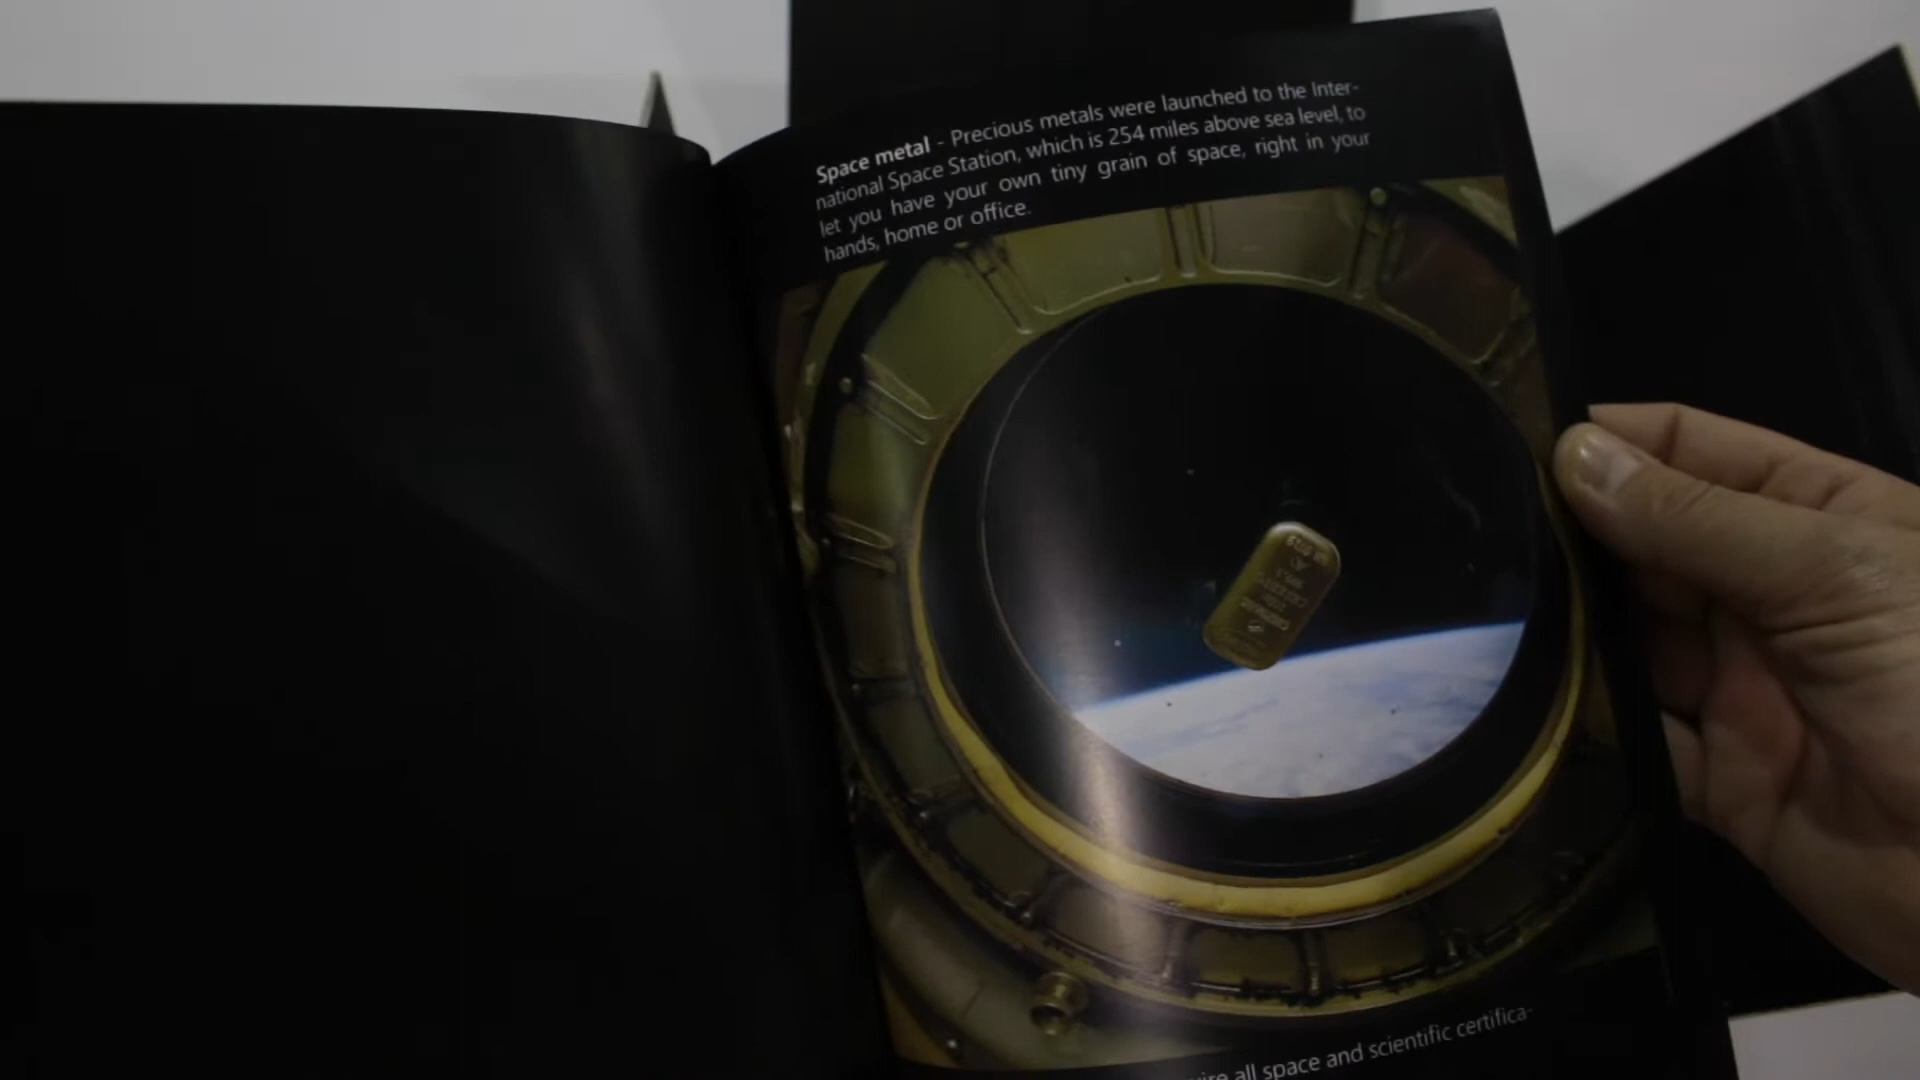 Space metal - Precious metals were launched to the Inter-
national Space Station, which is 254 miles above sea level, to
let you have your own tiny grain of space, right in your
hands, home or office.
all space and scientific certifica-